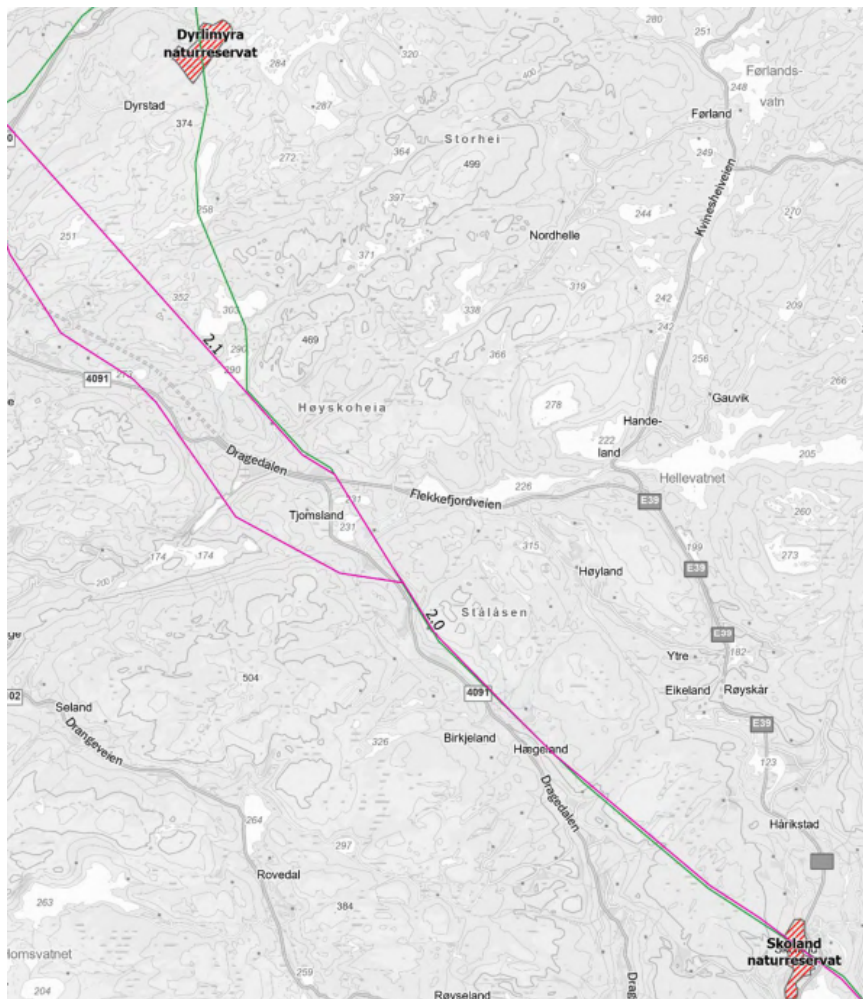 Dyrlimyra
naturreservat
280
251
Førlands-
vatn
284
320
400
248
Dyrstad
287
Førland
374
Storhei
364
249
272
499
Kvinesheiveien
397
258
244
270
251
Nordhelle
371
319
352
303
338
242
209
2.1
469
242
290
366
256
290
266
273
4091
Høyskoheia
278
Gauvik
Hande-
222
land
205
Dragedalen
Hellevatnet
226
Flekkefjordveien
231
E39
Tjomsland
231
260
315
199
273
174
174
Høyland
E39
200
2.0
Stålåsen
E39
182
Ytre
504
Eikeland
Røyskår
4091
02
Seland
E39
326
Birkjeland
Hægeland
Drangeveien
123
Dragedalen
264
Hårikstad
297
Rovedal
263
384
Skoland
naturreservat
259
204
Røyseland